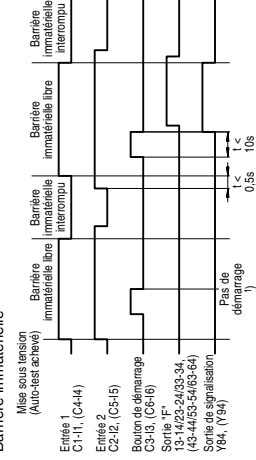 Barrière immatérielle
Mise sous tension
(Auto-test achevé)
Barrière
immatérielle libre
Barrière
immatérielle
interrompu
Barrière
immatérielle libre
Barrière
immatérielle
interrompu
Entrée 1
C1-I1, (C4-I4)
Entrée 2
C2-I2, (C5-I5)
Bouton de démarrage
C3-I3, (C6-I6)
Sortie "F"
13-14/23-24/33-34,
(43-44/53-54/63-64)
Sortie de signalisation
Y84, (Y94)
Pas de
démarrage
1)
t <
0,5s
t <
10s